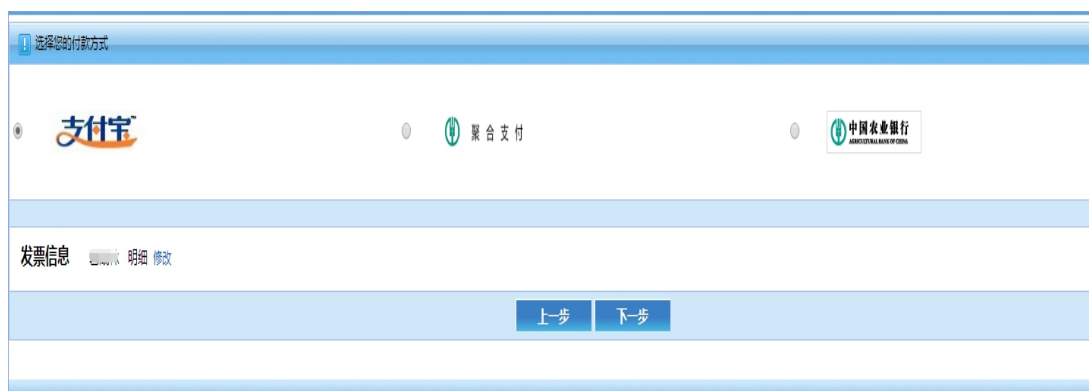 选择您的付款方式
支付宝
聚合支付
中国农业银行
AGRICULTURAL BANK OF CHINA
发票信息 明细 修改
上一步 下一步